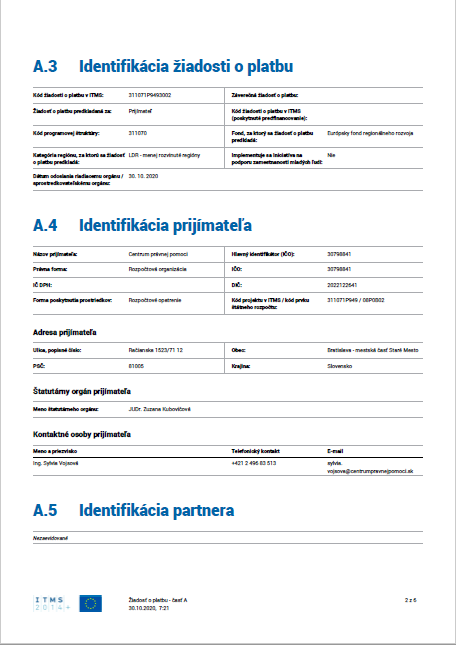 A.3 Identifikácia žiadosti o platbu
Kód žiadosti o platbu v ITMS: 311071P9493002 Záverečná žiadosť o platbu:
Žiadosť o platbu predkladaná za: Prijímateľ Kód žiadosti o platbu v ITMS
(poskytnuté predfinancovanie):
Kód programovej štruktúry: 311070 Fond, za ktorý sa žiadosť o platbu Európsky fond regionálneho rozvoja
predkladá:
Kategória regiónu, za ktorú sa žiadosť LDR - menej rozvinuté regióny Implementuje sa iniciatíva na Nie
o platbu predkladá: podporu zamestnanosti mladých ľudí:
Dátum odoslania riadiacemu orgánu / 30. 10. 2020
sprostredkovateľskému orgánu:
A.4 Identifikácia prijímateľa
Názov prijímateľa: Centrum právnej pomoci Hlavný identifikátor (IČO): 30798841
Právna forma: Rozpočtová organizácia IČO: 30798841
IČ DPH: DIČ: 2022122641
Forma poskytovania prostriedkov: Rozpočtové opatrenie Kód projektu v ITMS / kód prvku 311071P949 / 08P0802
štátneho rozpočtu:
Adresa prijímateľa
Ulica, popisné číslo: Račianska 1523/71 12 Obec: Bratislava - mestská časť Staré Mesto
PSČ: 81005 Krajina: Slovensko
Štatutárny orgán prijímateľa
Meno štatutárneho orgánu: JUDr. Zuzana Kubovičová
Kontaktné osoby prijímateľa
Meno a priezvisko Telefonický kontakt E-mail
Ing. Sylvia Vojsová +421 2 496 83 513 sylvia.
vojsova@centrumpravnejpomoci.sk
A.5 Identifikácia partnera
Nezaevidované
ITMS
2014+
Žiadosť o platbu - časť A 2 z 6
30.10.2020, 7:21